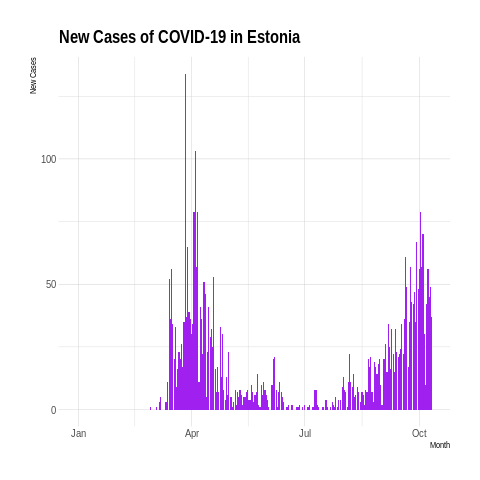 New Cases of COVID-19 in Estonia
New Cases
100
50
0
Jan Apr Jul Oct
Month